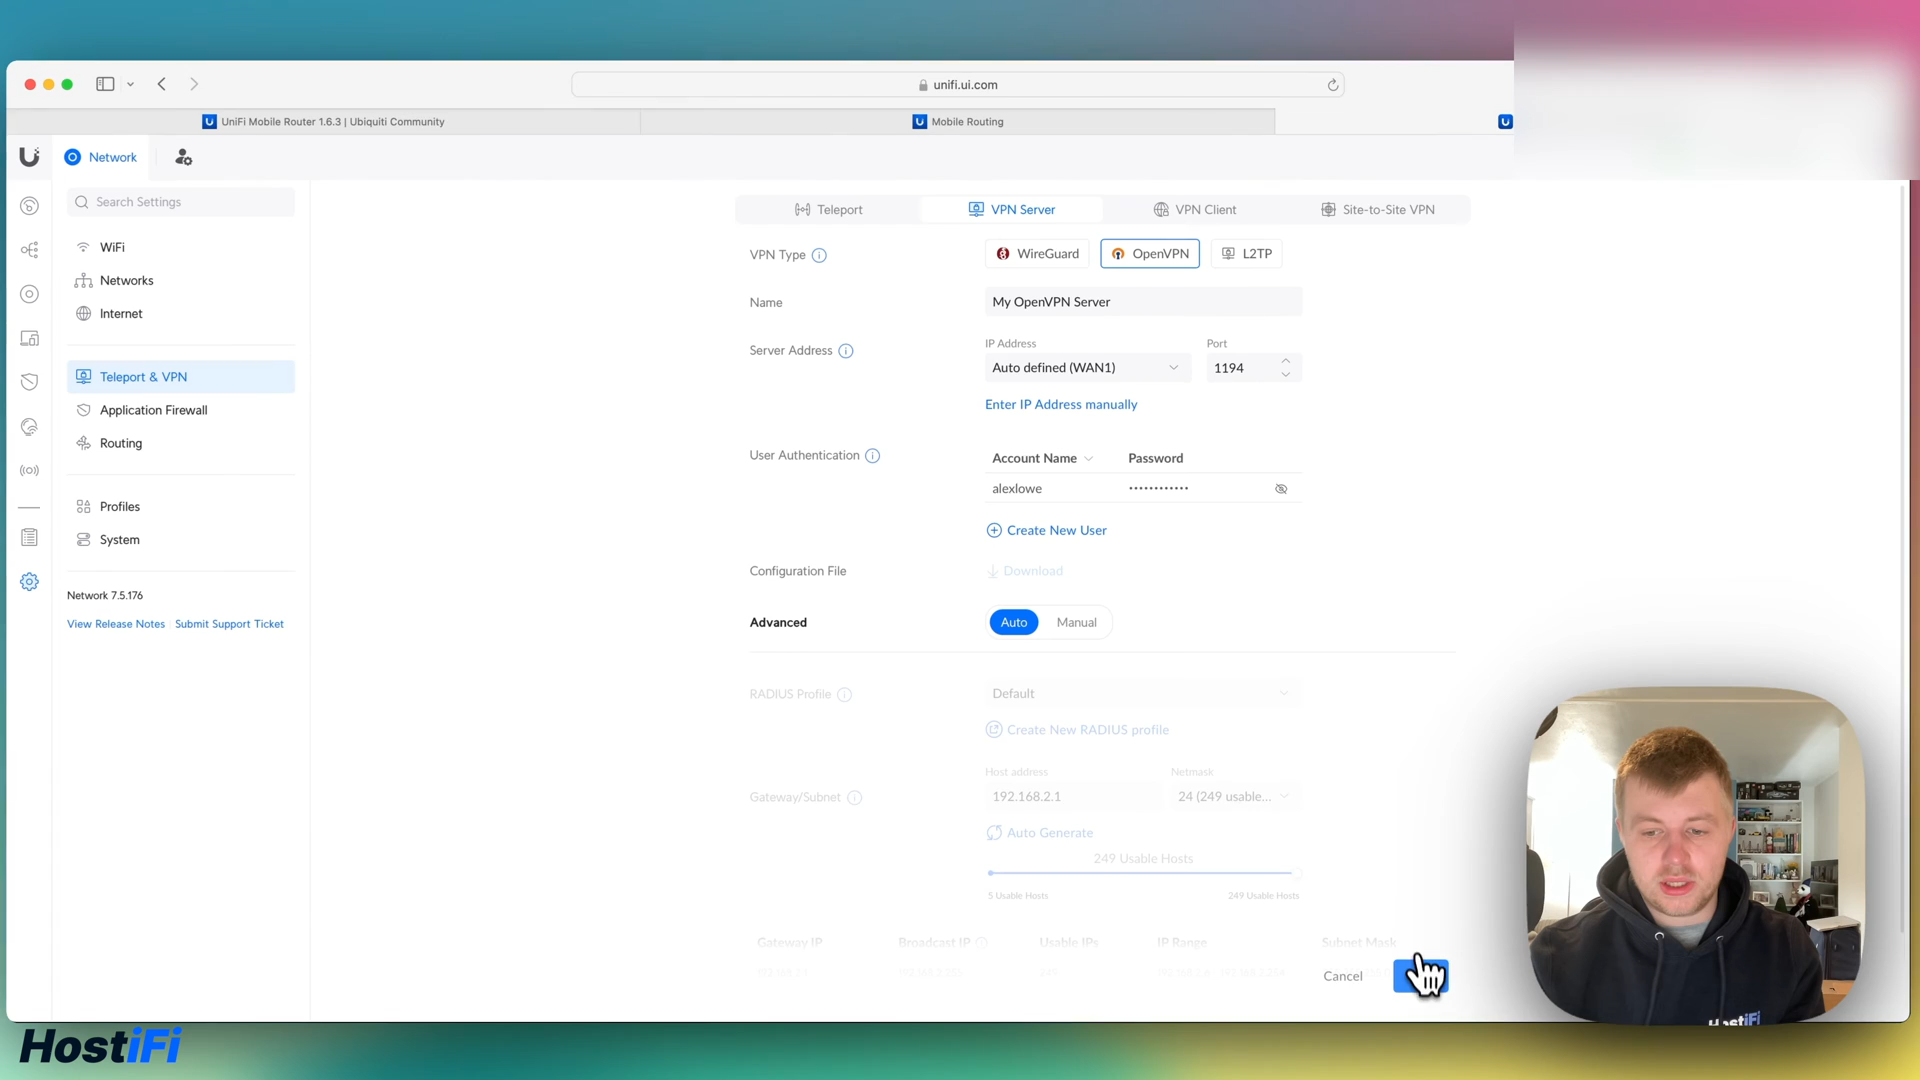 unifi.ui.com
UniFi Mobile Router 1.6.3 | Ubiquiti Community
Mobile Routing
Network
Search Settings
WiFi
Networks
Internet
Teleport & VPN
Application Firewall
Routing
Profiles
System
Network 7.5.176
View Release Notes
Submit Support Ticket
Teleport
VPN Server
VPN Client
Site-to-Site VPN
VPN Type
WireGuard
OpenVPN
L2TP
Name
My OpenVPN Server
Server Address
IP Address
Port
Auto defined (WAN1)
1194
Enter IP Address manually
User Authentication
Account Name
Password
alexlowe
••••••••••••
Create New User
Configuration File
Download
Advanced
Auto
Manual
RADIUS Profile
Default
Create New RADIUS profile
Host address
Netmask
Gateway/Subnet
192.168.2.1
24 (249 usable...
Auto Generate
249 Usable Hosts
5 Usable Hosts
249 Usable Hosts
Gateway IP
Broadcast IP
Usable IPs
IP Range
Subnet Mask
Cancel
HostiFi